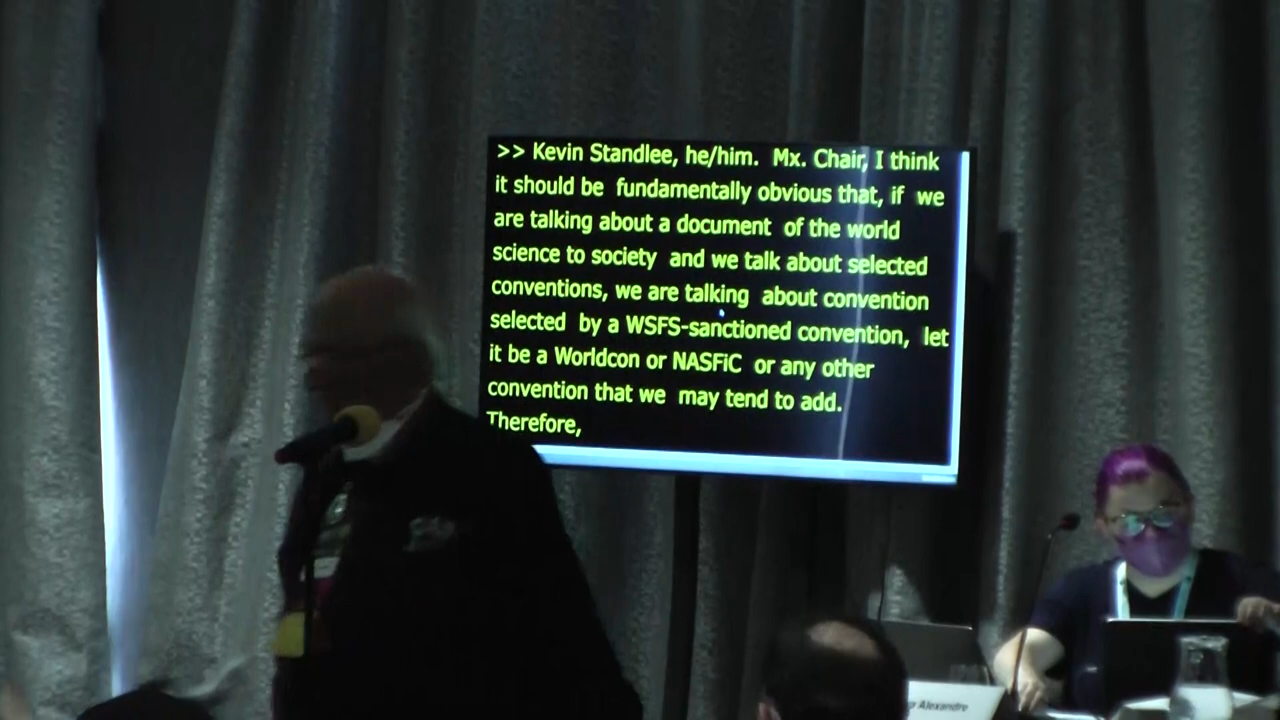 >> Kevin Standlee, he/him. Mx. Chair, I think
it should be fundamentally obvious that, if we
are talking about a document of the world
science to society and we talk about selected
conventions, we are talking about convention
selected by a WSFS-sanctioned convention, let
it be a Worldcon or NASFiC or any other
convention that we may tend to add.
Therefore,
Alexandre